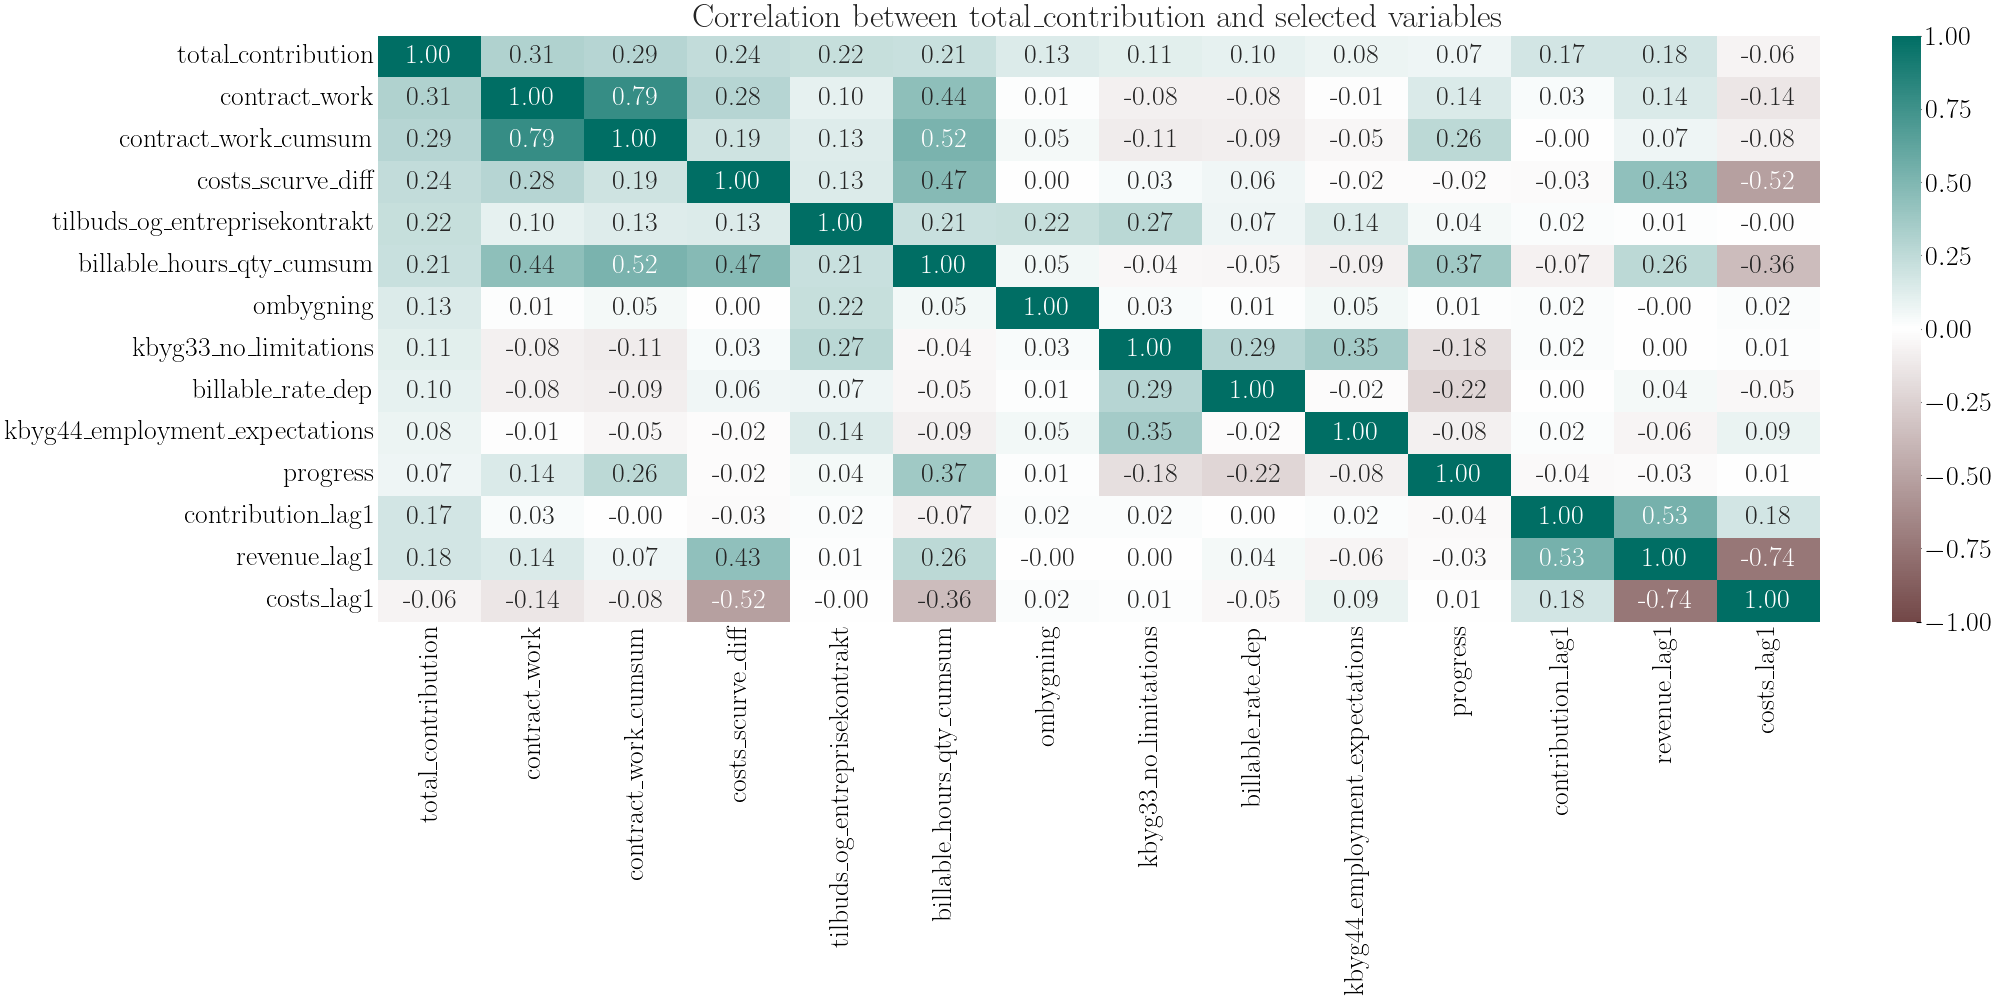 Correlation between total_contribution and selected variables
total_contribution 1.00 0.31 0.29 0.24 0.22 0.21 0.13 0.11 0.10 0.08 0.07 0.17 0.18 -0.06
contract_work 0.31 1.00 0.79 0.28 0.10 0.44 0.01 -0.08 -0.08 -0.01 0.14 0.03 0.14 -0.14
contract_work_cumsum 0.29 0.79 1.00 0.19 0.13 0.52 0.05 -0.11 -0.09 -0.05 0.26 -0.00 0.07 -0.08
costs_scurve_diff 0.24 0.28 0.19 1.00 0.13 0.47 0.00 0.03 0.06 -0.02 -0.02 -0.03 0.43 -0.52
tilbuds_og_entreprisekontrakt 0.22 0.10 0.13 0.13 1.00 0.21 0.22 0.27 0.07 0.14 0.04 0.02 0.01 -0.00
billable_hours_qty_cumsum 0.21 0.44 0.52 0.47 0.21 1.00 0.05 -0.04 -0.05 -0.09 0.37 -0.07 0.26 -0.36
ombygning 0.13 0.01 0.05 0.00 0.22 0.05 1.00 0.03 0.01 0.05 0.01 0.02 -0.00 0.02
kbyg33_no_limitations 0.11 -0.08 -0.11 0.03 0.27 -0.04 0.03 1.00 0.29 0.35 -0.18 0.02 0.00 0.01
billable_rate_dep 0.10 -0.08 -0.09 0.06 0.07 -0.05 0.01 0.29 1.00 -0.02 -0.22 0.00 0.04 -0.05
kbyg44_employment_expectations 0.08 -0.01 -0.05 -0.02 0.14 -0.09 0.05 0.35 -0.02 1.00 -0.08 0.02 -0.06 0.09
progress 0.07 0.14 0.26 -0.02 0.04 0.37 0.01 -0.18 -0.22 -0.08 1.00 -0.04 -0.03 0.01
contribution_lag1 0.17 0.03 -0.00 -0.03 0.02 -0.07 0.02 0.02 0.00 0.02 -0.04 1.00 0.53 0.18
revenue_lag1 0.18 0.14 0.07 0.43 0.01 0.26 -0.00 0.00 0.04 -0.06 -0.03 0.53 1.00 -0.74
costs_lag1 -0.06 -0.14 -0.08 -0.52 -0.00 -0.36 0.02 0.01 -0.05 0.09 0.01 0.18 -0.74 1.00
total_contribution
contract_work
contract_work_cumsum
costs_scurve_diff
tilbuds_og_entreprisekontrakt
billable_hours_qty_cumsum
ombygning
kbyg33_no_limitations
billable_rate_dep
kbyg44_employment_expectations
progress
contribution_lag1
revenue_lag1
costs_lag1
1.00
0.75
0.50
0.25
0.00
−0.25
−0.50
−0.75
−1.00